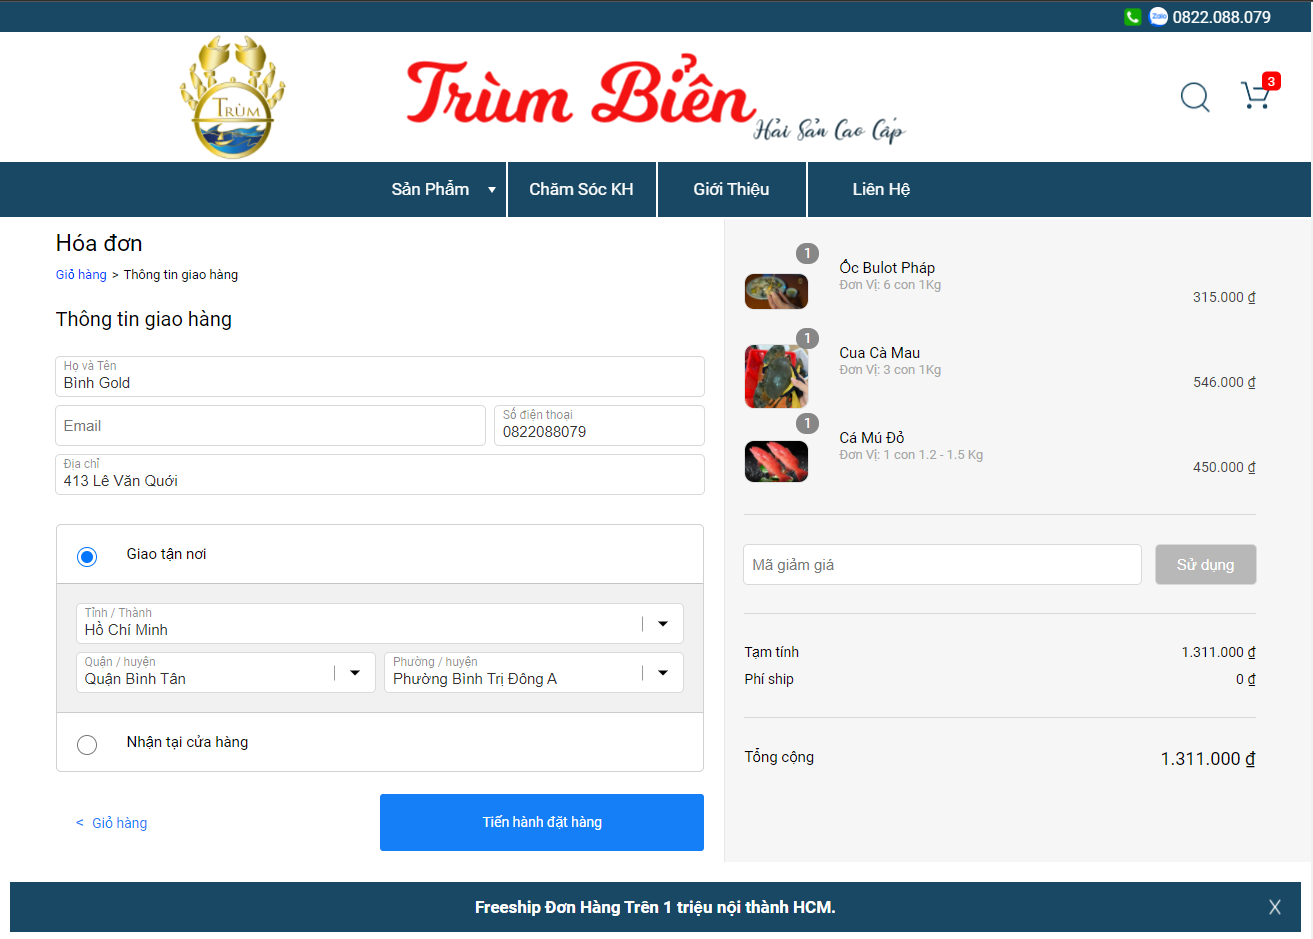 Zalo 0822.088.079
TRÙM
Trùm Biển
Hải Sản Cao Cấp
3
Sản Phẩm
Chăm Sóc KH
Giới Thiệu
Liên Hệ
Hóa đơn
Giỏ hàng > Thông tin giao hàng
Thông tin giao hàng
Họ và Tên
Bình Gold
Email
Số điện thoại
0822088079
Địa chỉ
413 Lê Văn Quới
Giao tận nơi
Tỉnh / Thành
Hồ Chí Minh
Quận / huyện
Quận Bình Tân
Phường / huyện
Phường Bình Trị Đông A
Nhận tại cửa hàng
< Giỏ hàng
Tiến hành đặt hàng
1
Ốc Bulot Pháp
Đơn Vị: 6 con 1Kg
315.000 ₫
1
Cua Cà Mau
Đơn Vị: 3 con 1Kg
546.000 ₫
1
Cá Mú Đỏ
Đơn Vị: 1 con 1.2 - 1.5 Kg
450.000 ₫
Mã giảm giá
Sử dụng
Tạm tính 1.311.000 ₫
Phí ship 0 ₫
Tổng cộng 1.311.000 ₫
Freeship Đơn Hàng Trên 1 triệu nội thành HCM.
X